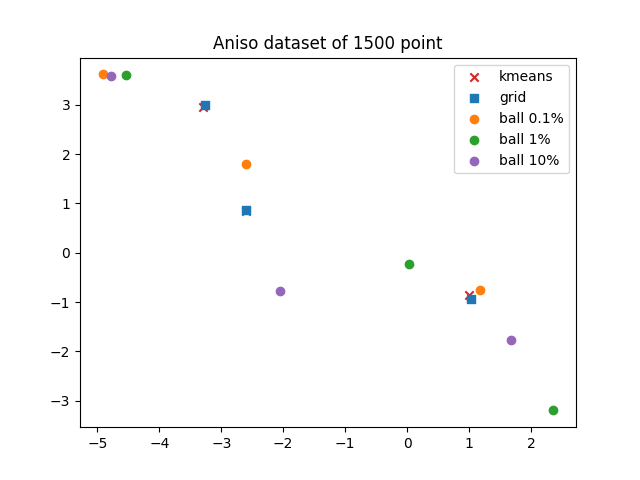 Aniso dataset of 1500 point
kmeans
grid
ball 0.1%
ball 1%
ball 10%
3
2
1
0
−1
−2
−3
−5 −4 −3 −2 −1 0 1 2